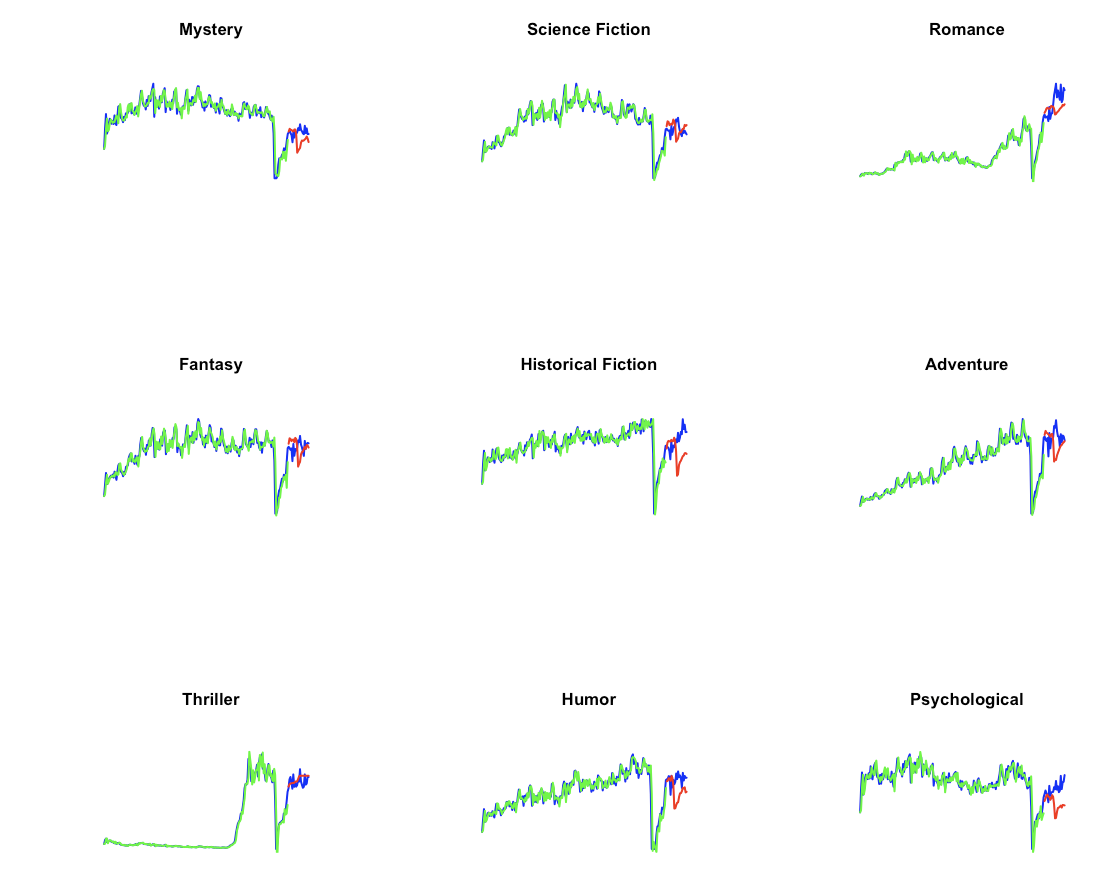 Mystery
Science Fiction
Romance
Fantasy
Historical Fiction
Adventure
Thriller
Humor
Psychological